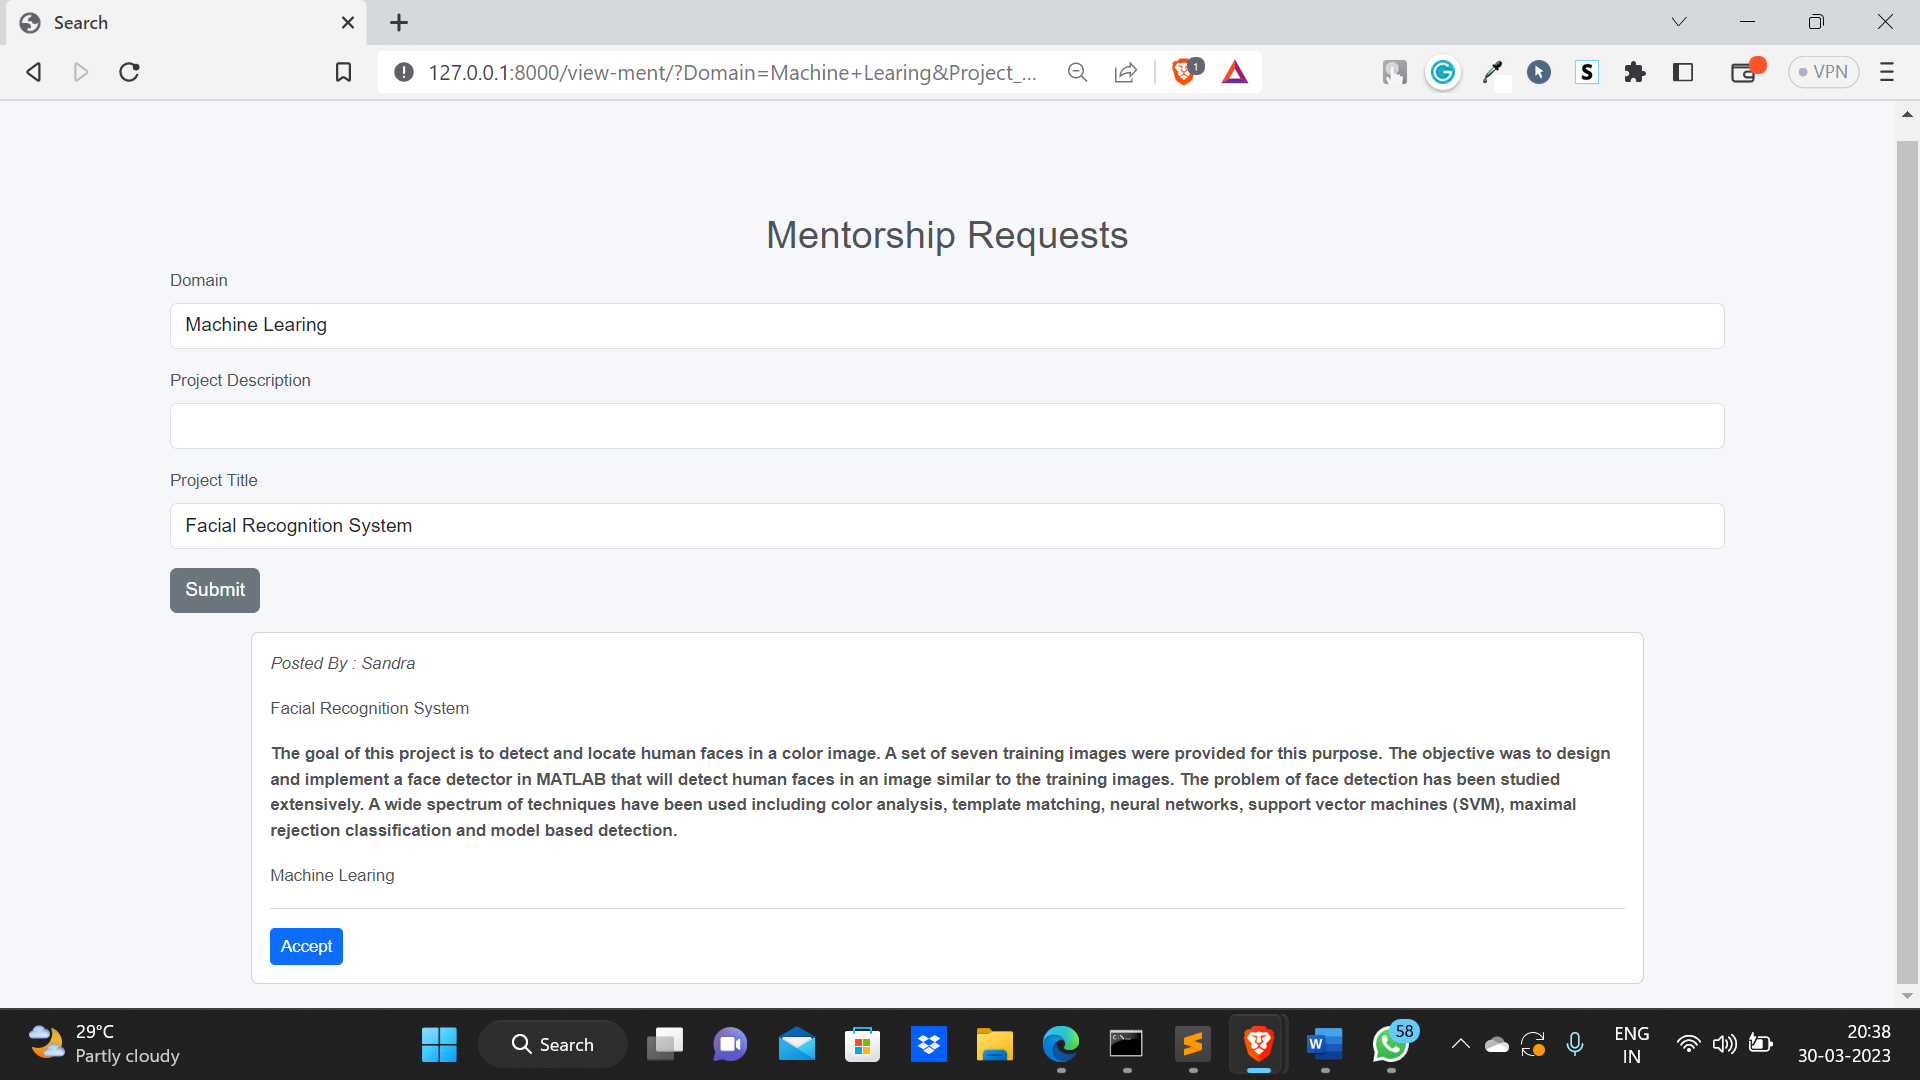 Search
127.0.0.1:8000/view-ment/?Domain=Machine+Learing&Project_...
1
S
VPN
Mentorship Requests
Domain
Machine Learing
Project Description
Project Title
Facial Recognition System
Submit
Posted By : Sandra
Facial Recognition System
The goal of this project is to detect and locate human faces in a color image. A set of seven training images were provided for this purpose. The objective was to design
and implement a face detector in MATLAB that will detect human faces in an image similar to the training images. The problem of face detection has been studied
extensively. A wide spectrum of techniques have been used including color analysis, template matching, neural networks, support vector machines (SVM), maximal
rejection classification and model based detection.
Machine Learing
Accept
29°C
Partly cloudy
Search
58
ENG
IN
20:38
30-03-2023